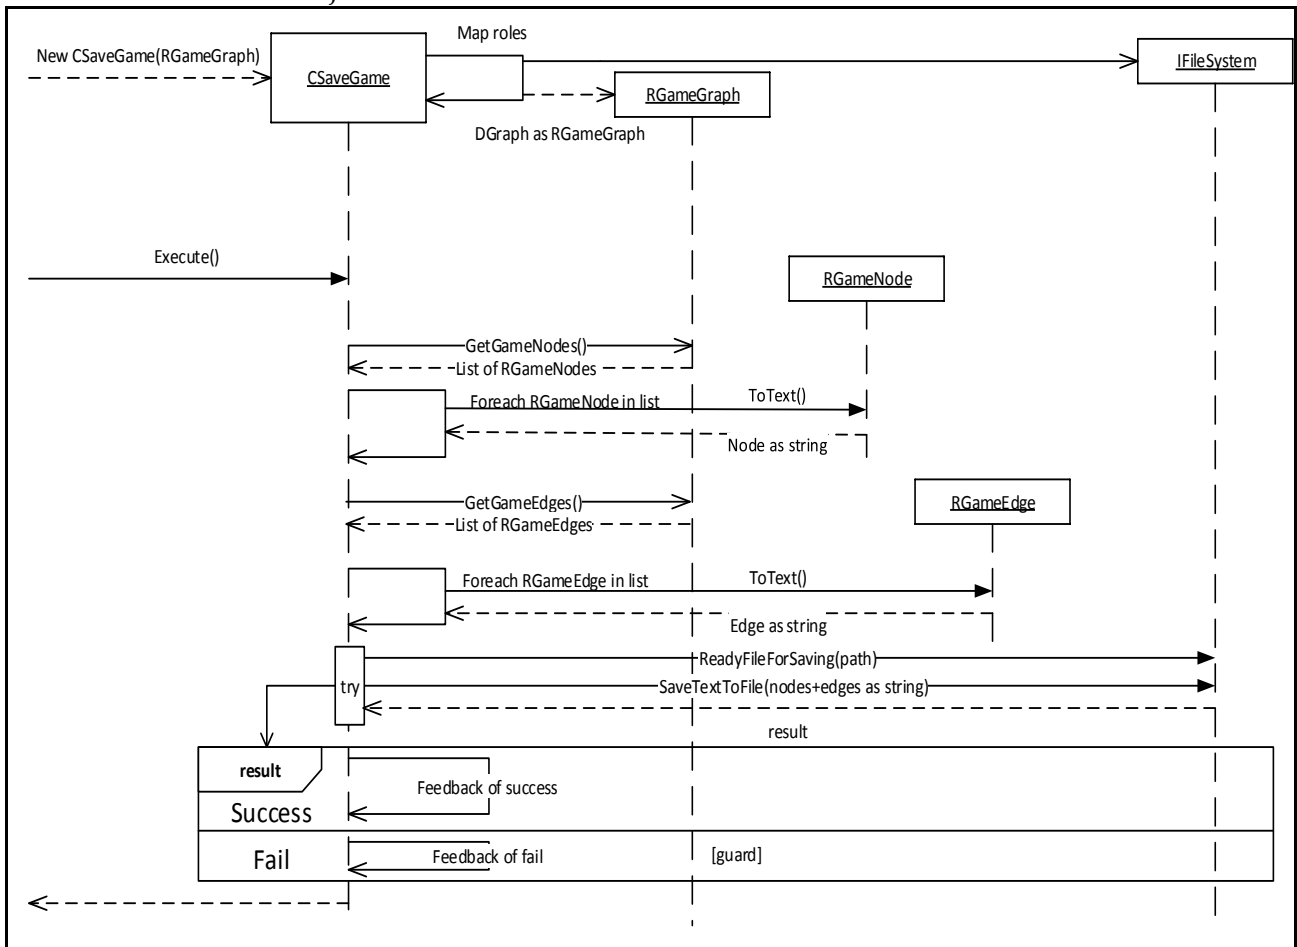 Map roles
New CSaveGame(RGameGraph)
CSaveGame
IFileSystem
RGameGraph
DGraph as RGameGraph
Execute()
RGameNode
GetGameNodes()
List of RGameNodes
Foreach RGameNode in list
ToText()
Node as string
GetGameEdges()
List of RGameEdges
RGameEdge
Foreach RGameEdge in list
ToText()
Edge as string
ReadyFileForSaving(path)
try
SaveTextToFile(nodes+edges as string)
result
result
Feedback of success
Success
Fail
Feedback of fail
[guard]